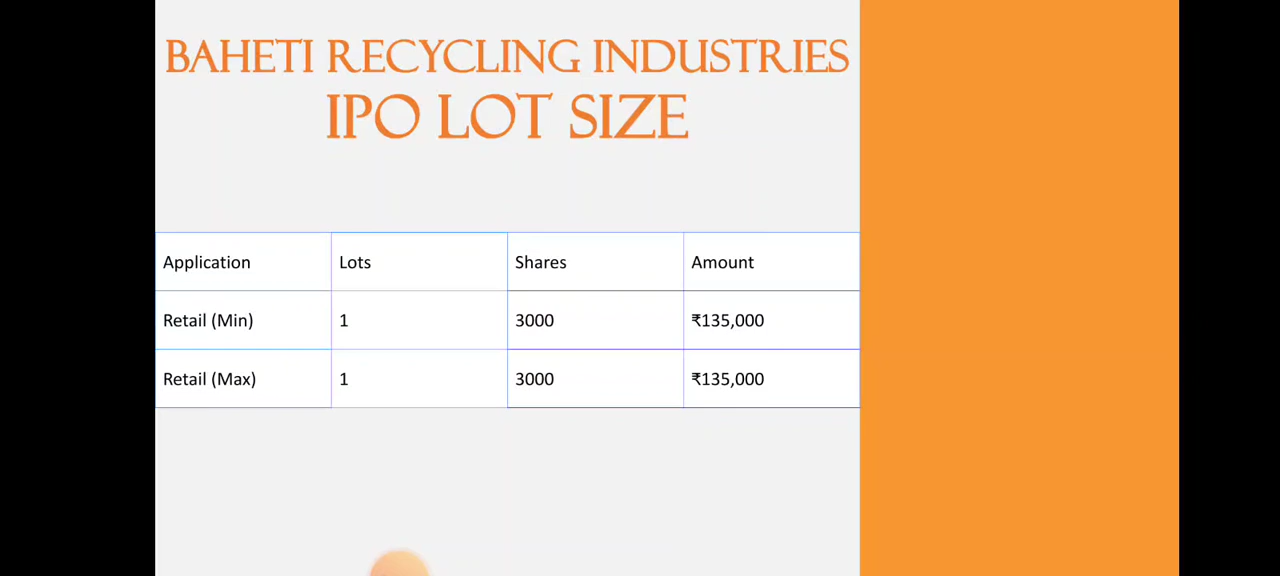 BAHETI RECYCLING INDUSTRIES
IPO LOT SIZE
Application Lots Shares Amount
Retail (Min) 1 3000 ₹135,000
Retail (Max) 1 3000 ₹135,000